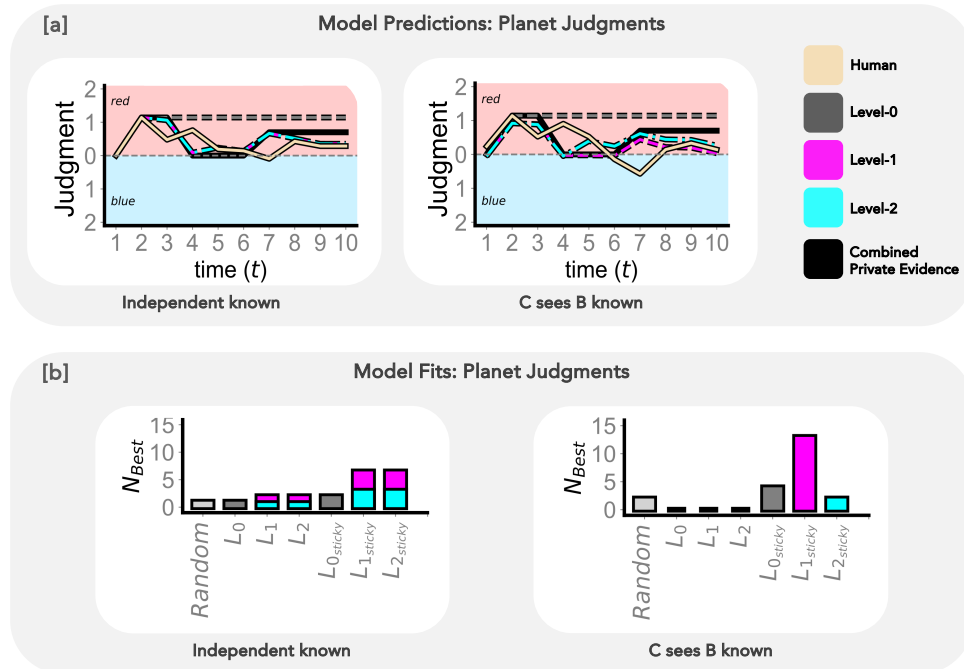 [a]
Model Predictions: Planet Judgments
Judgment
2
1
0
1
2
red
blue
1 2 3 4 5 6 7 8 9 10
time (t)
Independent known
Judgment
2
1
0
1
2
red
blue
1 2 3 4 5 6 7 8 9 10
time (t)
C sees B known
Human
Level-0
Level-1
Level-2
Combined
Private Evidence
[b]
Model Fits: Planet Judgments
N_Best
15
10
5
0
Random
L0
L1
L2
L0sticky
L1sticky
L2sticky
Independent known
N_Best
15
10
5
0
Random
L0
L1
L2
L0sticky
L1sticky
L2sticky
C sees B known